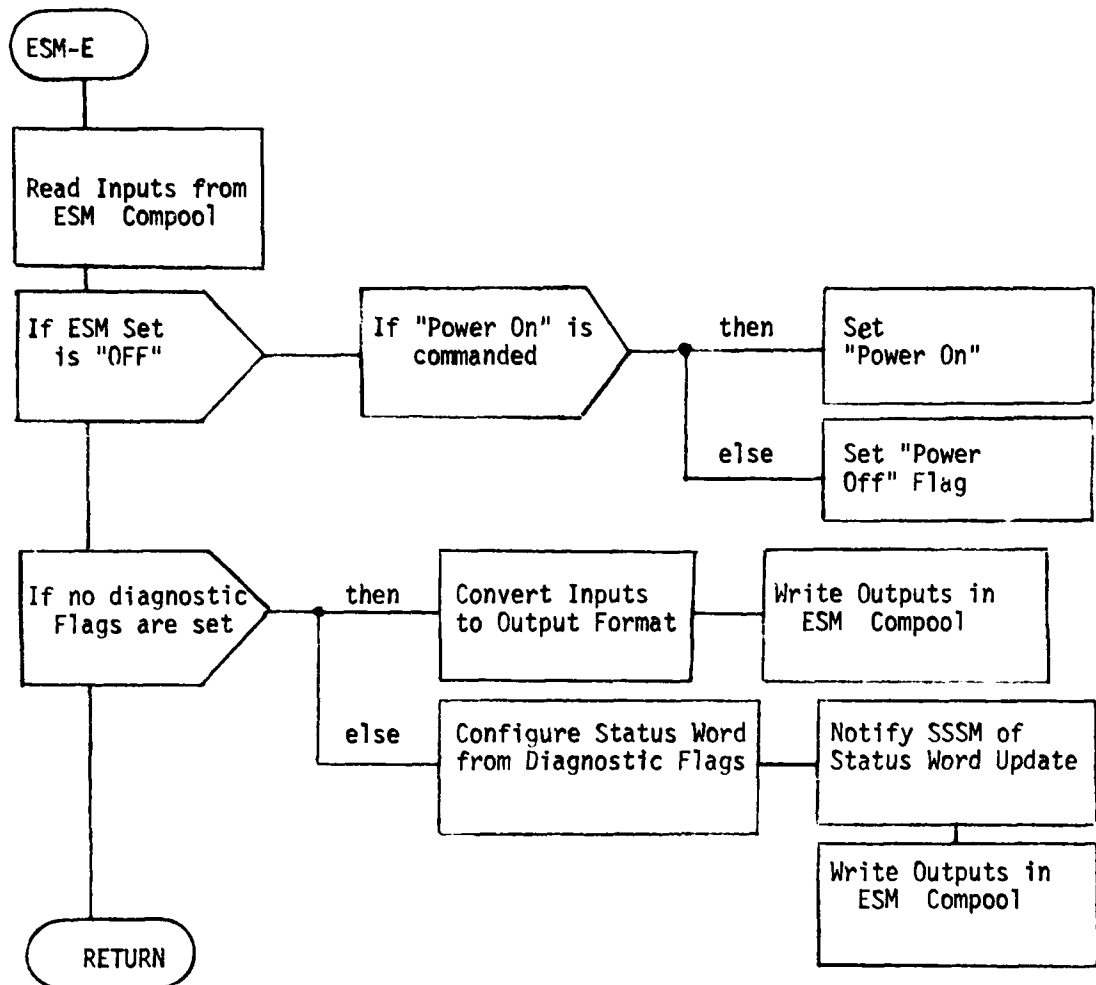 ESM-E
Read Inputs from
ESM Compool
If ESM Set
is "OFF"
If "Power On" is
commanded
then
Set
"Power On"
else
Set "Power
Off" Flag
If no diagnostic
Flags are set
then
Convert Inputs
to Output Format
Write Outputs in
ESM Compool
else
Configure Status Word
from Diagnostic Flags
Notify SSSM of
Status Word Update
Write Outputs in
ESM Compool
RETURN